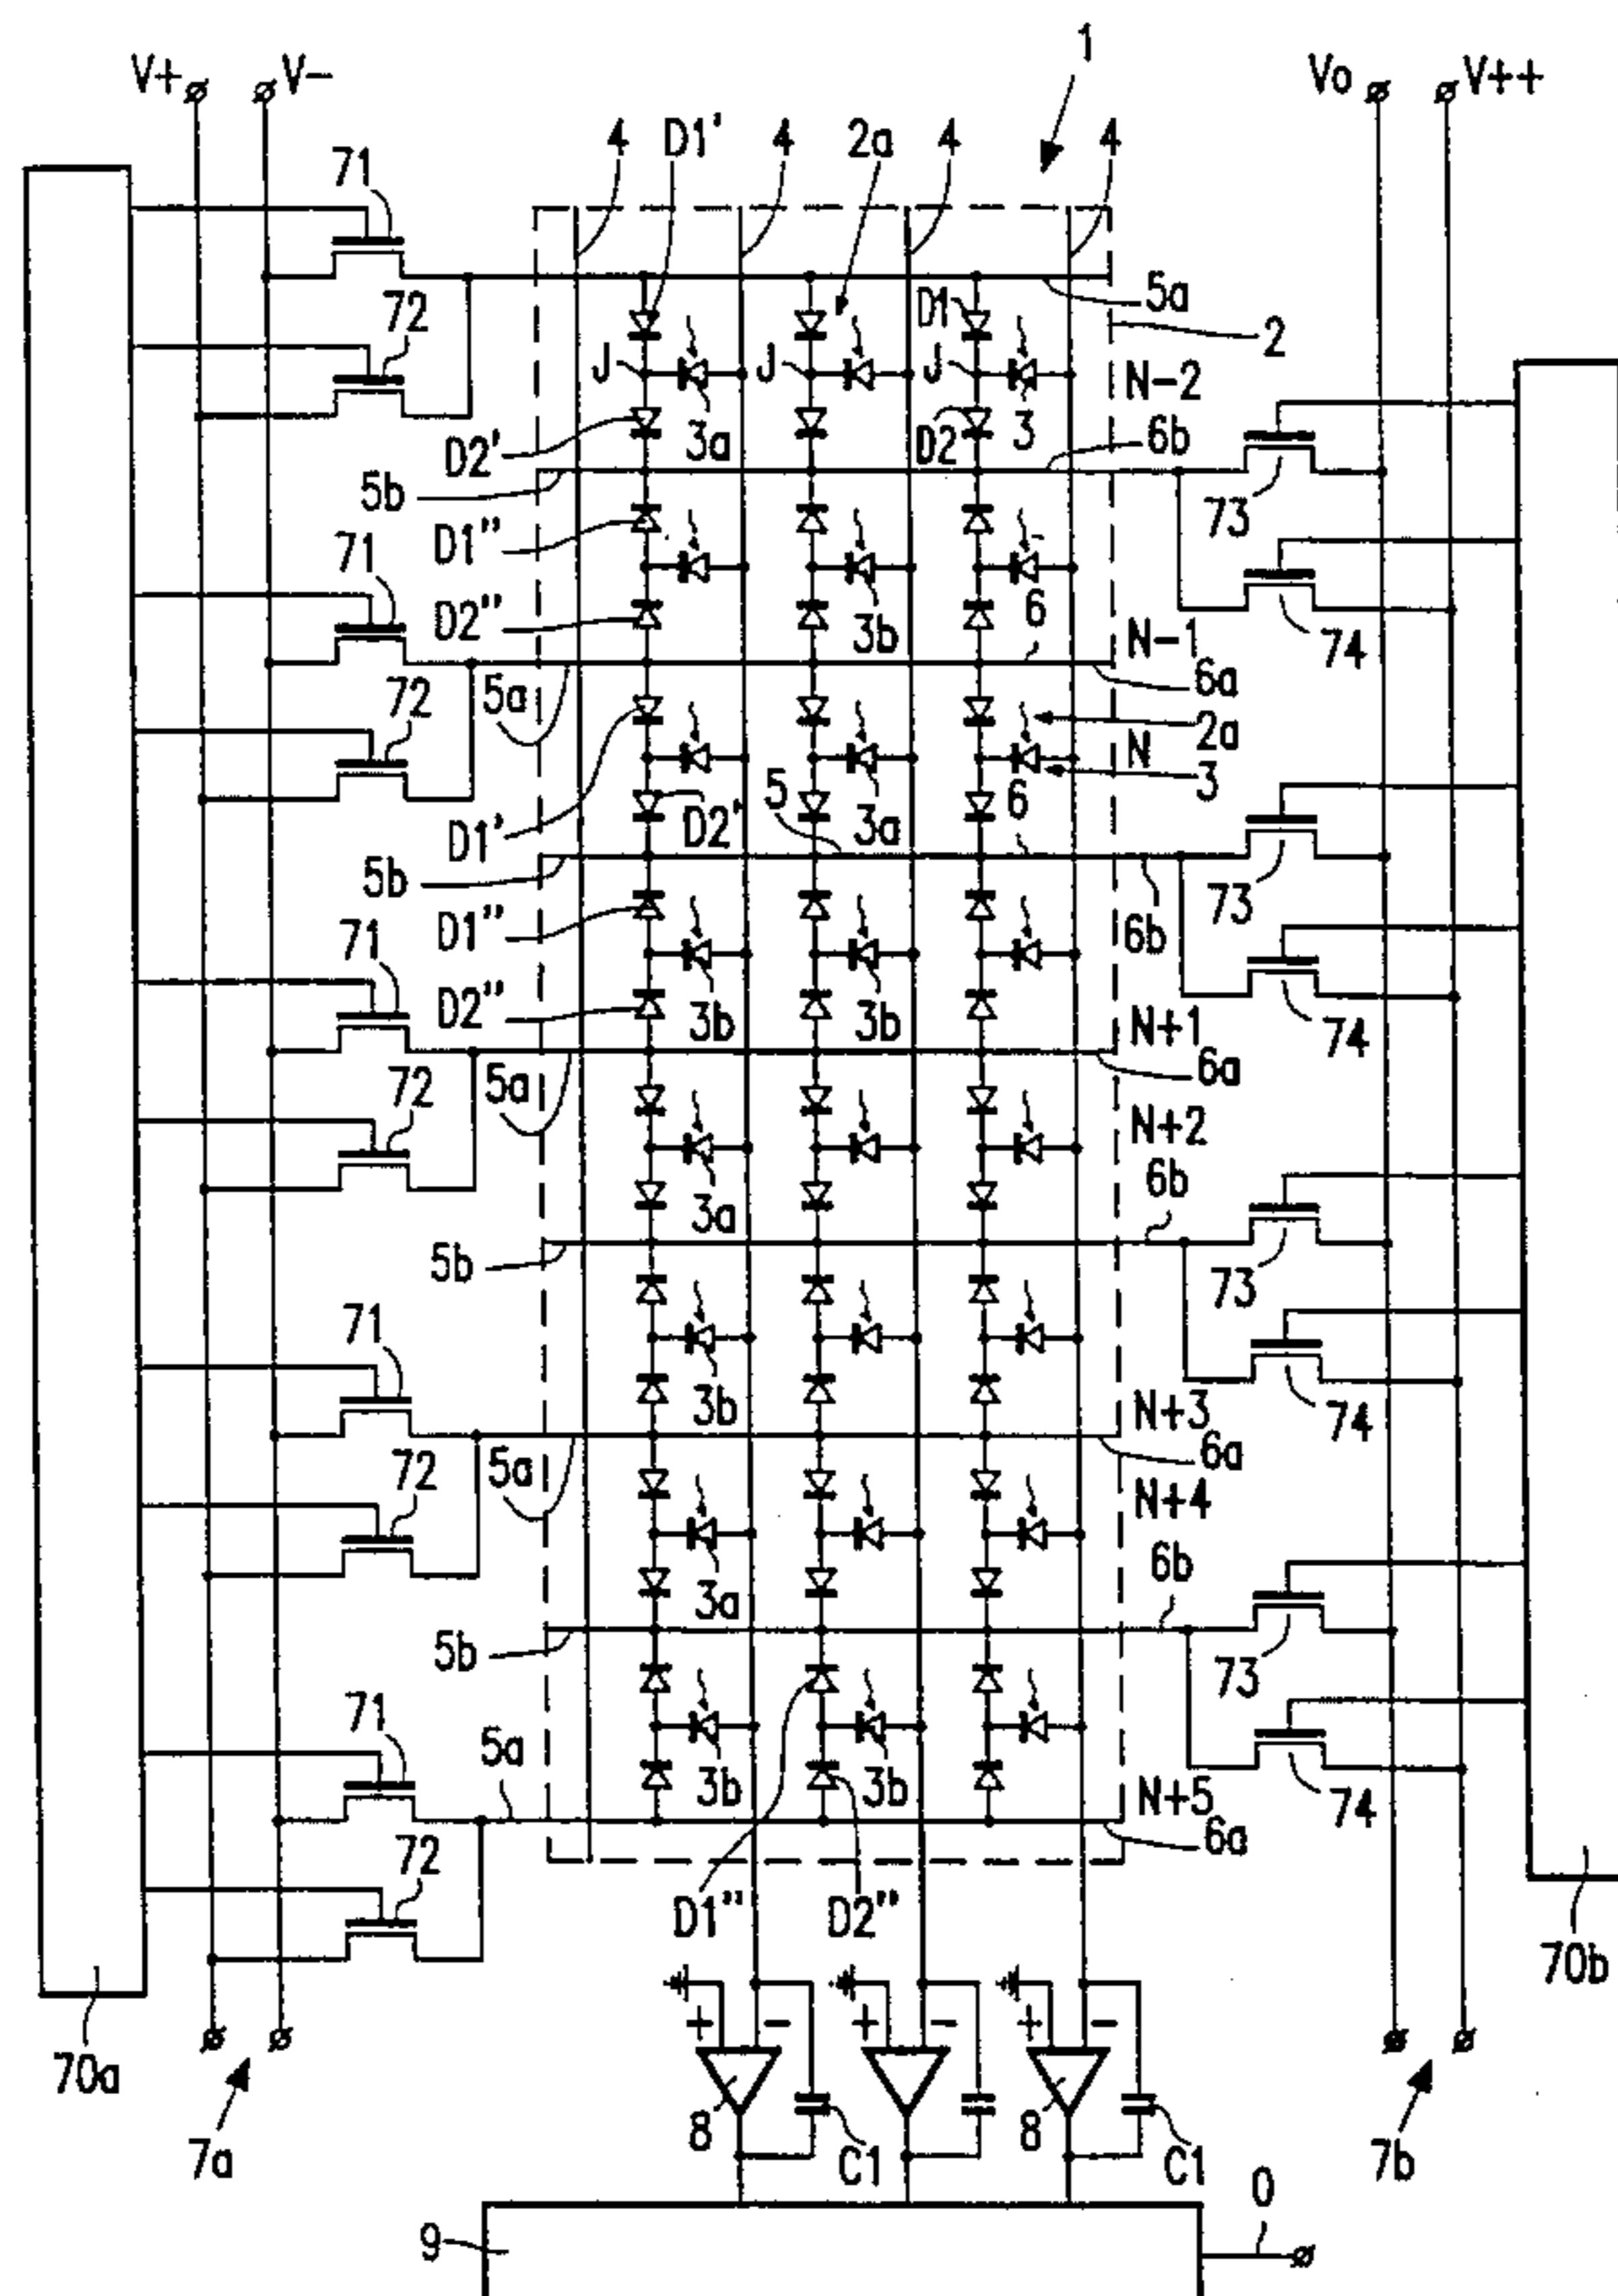 1
V+ V- Vo V++
4 D1' 4 2a 4 4
71
5a
72 D1 2
J J J N-2
D2' 3a D2 3 6b
5b 73
D1"
71
D2" 3b 6 N-1 74
5a 6a
72 2a
N
5 6 3
D1' D2' 3a
5b 73
D1" 6b
71
D2" 3b 3b N+1 74
5a 6a
72 N+2
3a 6b
5b 73
71
3b N+3 74
5a 6a
72 N+4
3a 6b
5b 73
71
5a 3b 3b N+5 74
6a
72
D1" D2"
70b
+ - + - + -
70a
8 8
7a C1 C1 7b
O
9